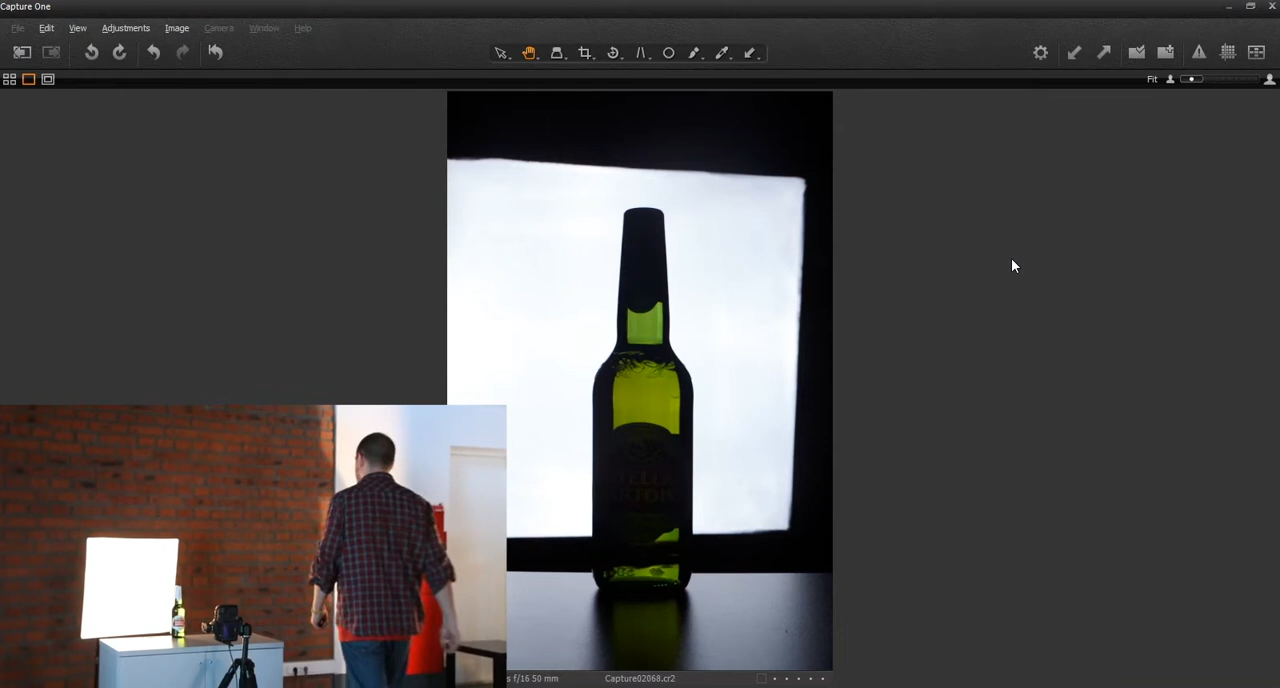 Capture One
File Edit View Adjustments Image Camera Window Help
Fit
s f/16 50 mm Capture02068.cr2